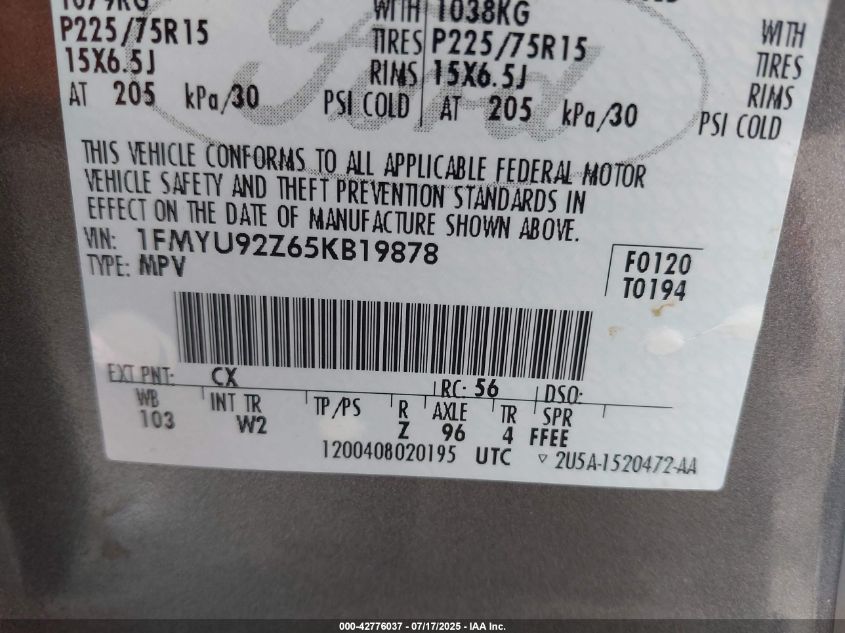 1079KG WITH 1038KG WITH
P225/75R15 TIRES P225/75R15 TIRES
15X6.5J RIMS 15X6.5J RIMS
AT 205 kPa/30 PSI COLD AT 205 kPa/30 PSI COLD
Ford
THIS VEHICLE CONFORMS TO ALL APPLICABLE FEDERAL MOTOR
VEHICLE SAFETY AND THEFT PREVENTION STANDARDS IN
EFFECT ON THE DATE OF MANUFACTURE SHOWN ABOVE.
VIN: 1FMYU92Z65KB19878
TYPE: MPV
F0120
T0194
EXT PNT: CX RC: 56 DSO:
WB INT TR TP/PS R AXLE TR SPR
103 W2 Z 96 4 FFEE
1200408020195 UTC ▽ 2U5A-1520472-AA
000-42776037 - 07/17/2025 - IAA Inc.